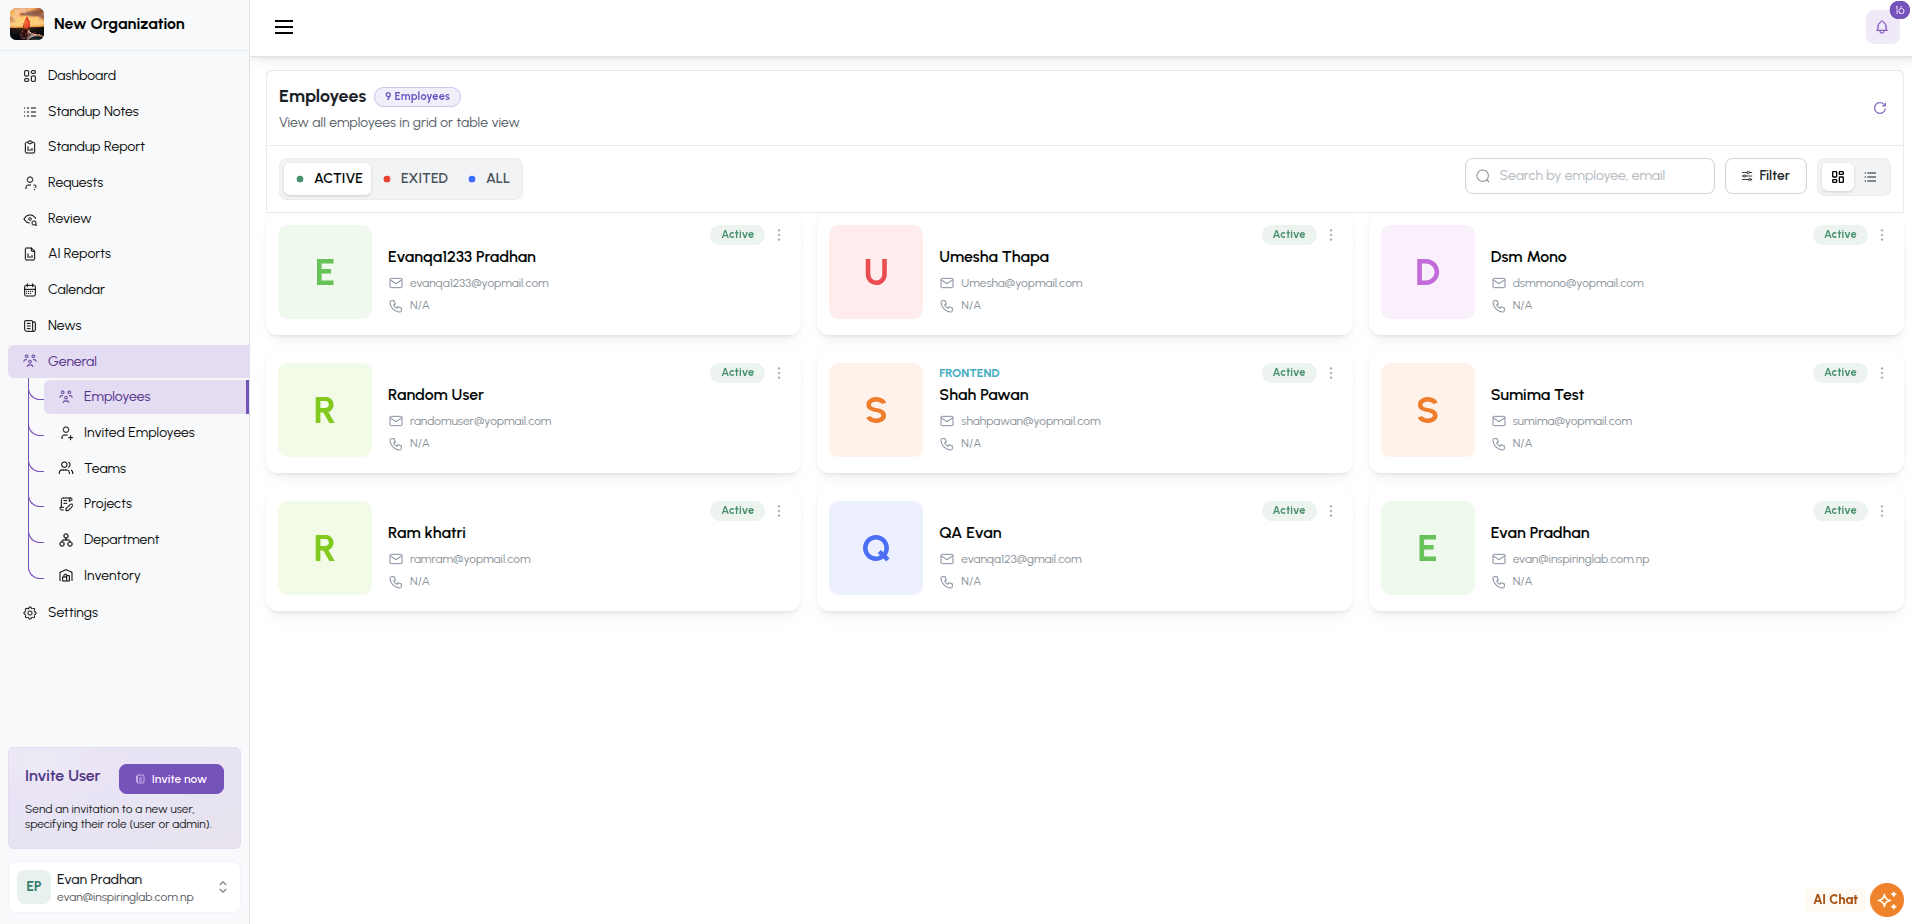 New Organization
16
Dashboard
Standup Notes
Standup Report
Requests
Review
AI Reports
Calendar
News
General
Employees
Invited Employees
Teams
Projects
Department
Inventory
Settings
Invite User
Invite now
Send an invitation to a new user,
specifying their role (user or admin).
EP
Evan Pradhan
evan@inspiringlab.com.np
Employees
9 Employees
View all employees in grid or table view
ACTIVE EXITED ALL
Search by employee, email
Filter
E
Active
Evanqa1233 Pradhan
evanqa1233@yopmail.com
N/A
U
Active
Umesha Thapa
Umesha@yopmail.com
N/A
D
Active
Dsm Mono
dsmmono@yopmail.com
N/A
R
Active
Random User
randomuser@yopmail.com
N/A
S
FRONTEND
Active
Shah Pawan
shahpawan@yopmail.com
N/A
S
Active
Sumima Test
sumima@yopmail.com
N/A
R
Active
Ram khatri
ramram@yopmail.com
N/A
Q
Active
QA Evan
evanqa123@gmail.com
N/A
E
Active
Evan Pradhan
evan@inspiringlab.com.np
N/A
AI Chat